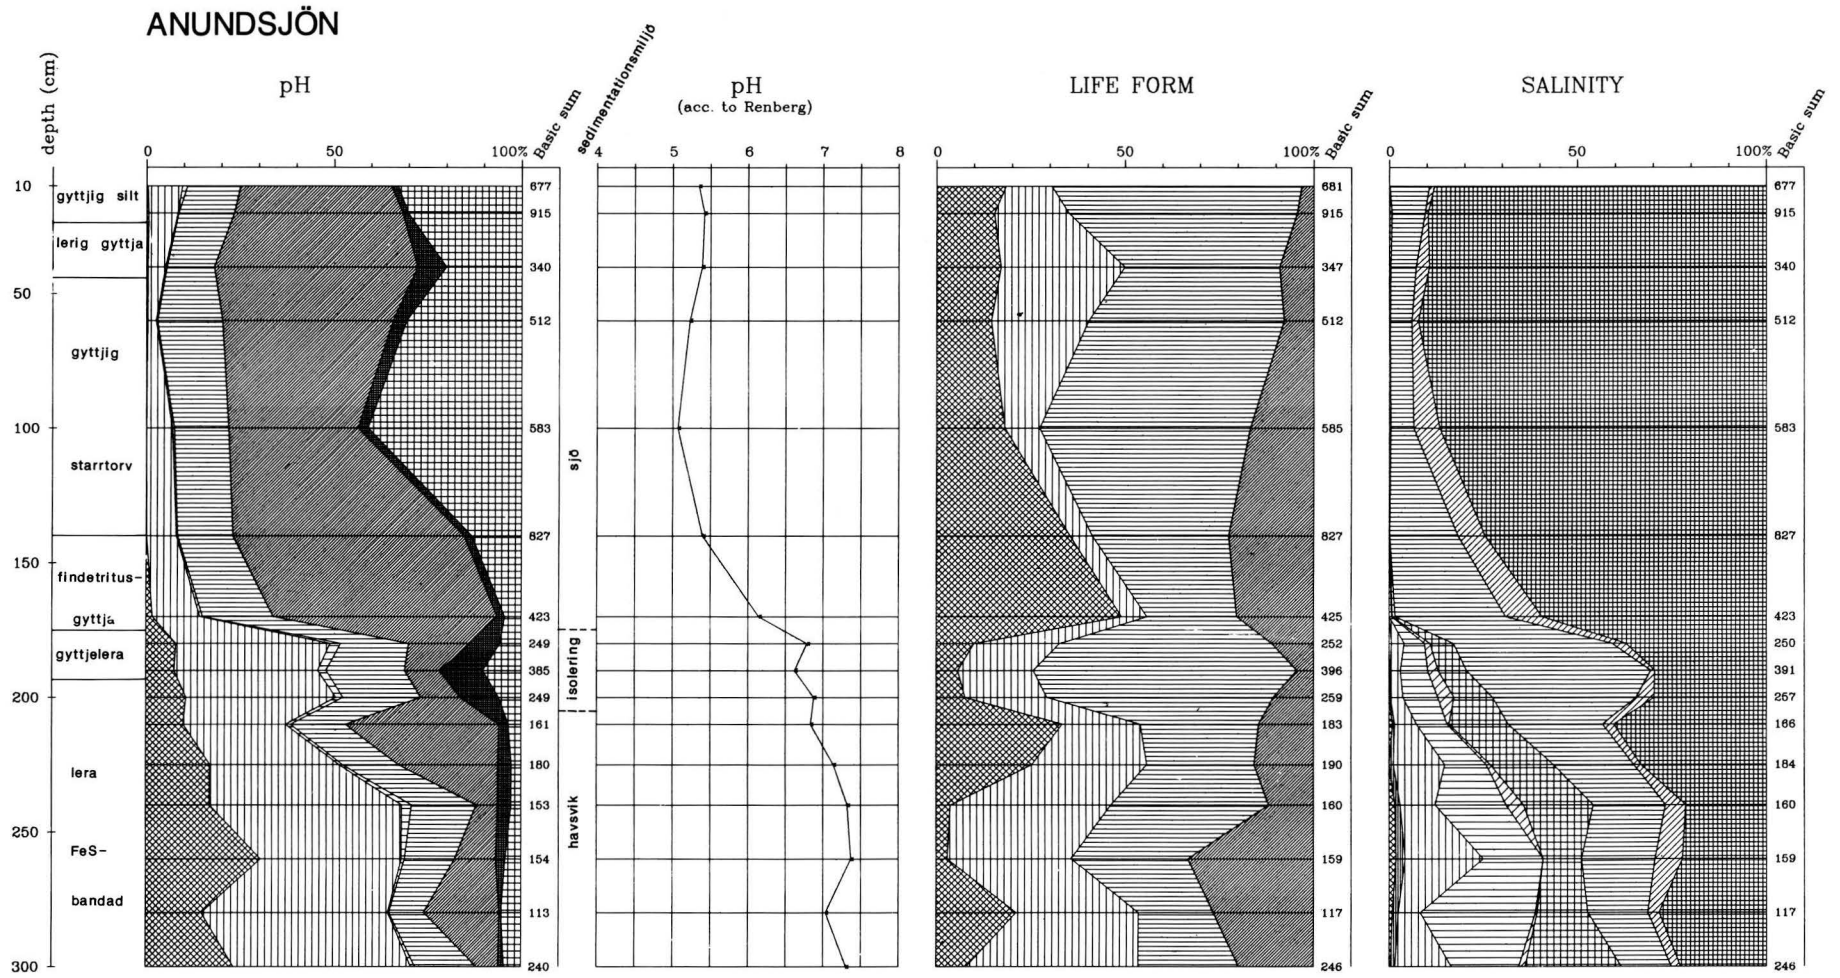 ANUNDSJÖN
depth (cm)
pH
Basic sum
sedimentationsmiljö
pH
(acc. to Renberg)
LIFE FORM
Basic sum
SALINITY
Basic sum
0 50 100%
4 5 6 7 8
0 50 100%
0 50 100%
10
50
100
150
200
250
300
gyttjig silt
lerig gyttja
gyttjig
starrtorv
findetritus-
gyttja
gyttjelera
lera
FeS-
bandad
677
915
340
512
583
627
423
249
385
249
161
180
153
154
113
240
sjö
isolering
havsvik
681
915
347
512
585
627
425
252
396
259
183
190
160
159
117
246
677
915
340
512
583
627
423
250
391
267
186
184
160
159
117
246